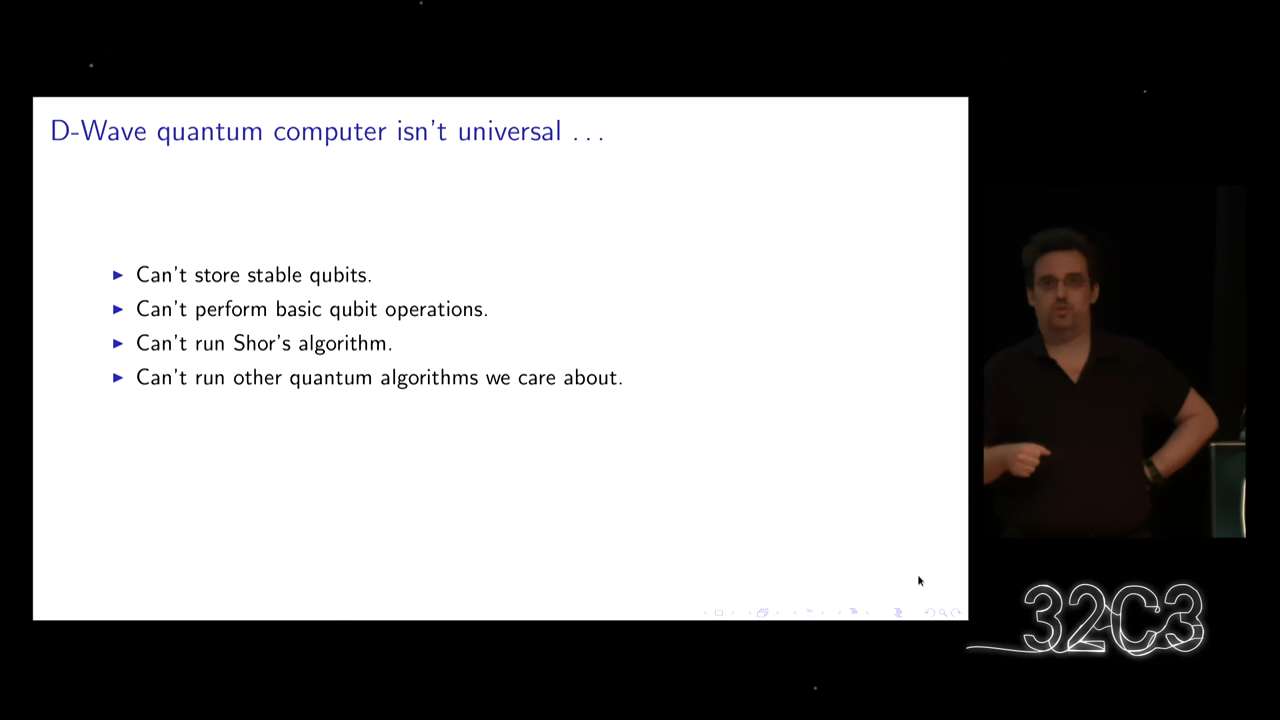 D-Wave quantum computer isn't universal ...
Can't store stable qubits.
Can't perform basic qubit operations.
Can't run Shor's algorithm.
Can't run other quantum algorithms we care about.
32C3